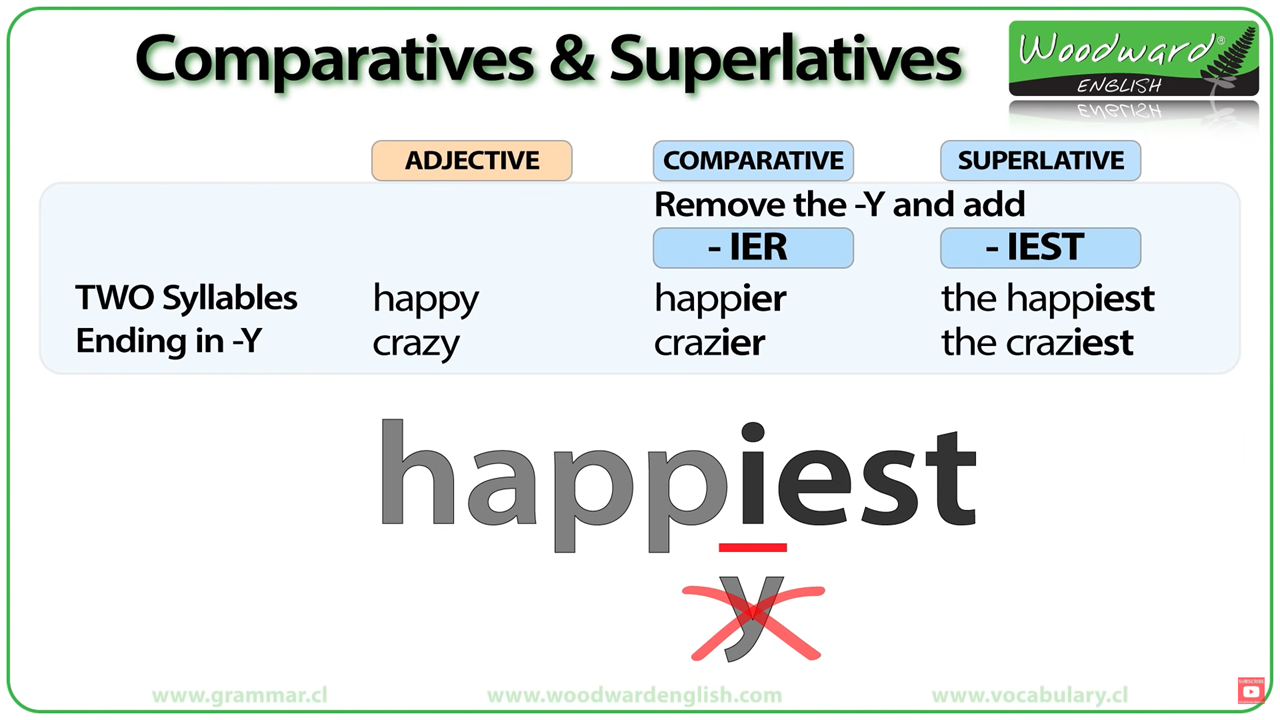 Comparatives & Superlatives
Woodward®
ENGLISH
ADJECTIVE COMPARATIVE SUPERLATIVE
Remove the -Y and add
- IER - IEST
TWO Syllables happy happier the happiest
Ending in -Y crazy crazier the craziest
happiest
y
www.grammar.cl www.woodwardenglish.com www.vocabulary.cl
SUBSCRIBE